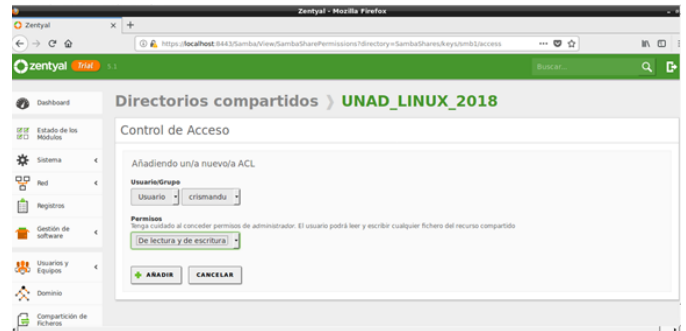 Zentyal - Mozilla Firefox
Zentyal
https://localhost:8443/Samba/View/SambaSharePermissions?directory=SambaShares/keys/smb1/access
zentyal Trial 5.1
Buscar...
Dashboard
Estado de los
Módulos
Sistema
Red
Registros
Gestión de
software
Usuarios y
Equipos
Dominio
Compartición de
Ficheros
Directorios compartidos UNAD_LINUX_2018
Control de Acceso
Añadiendo un/a nuevo/a ACL
Usuario/Grupo
Usuario crismandu
Permisos
Tenga cuidado al conceder permisos de administrador. El usuario podrá leer y escribir cualquier fichero del recurso compartido
De lectura y de escritura
AÑADIR CANCELAR